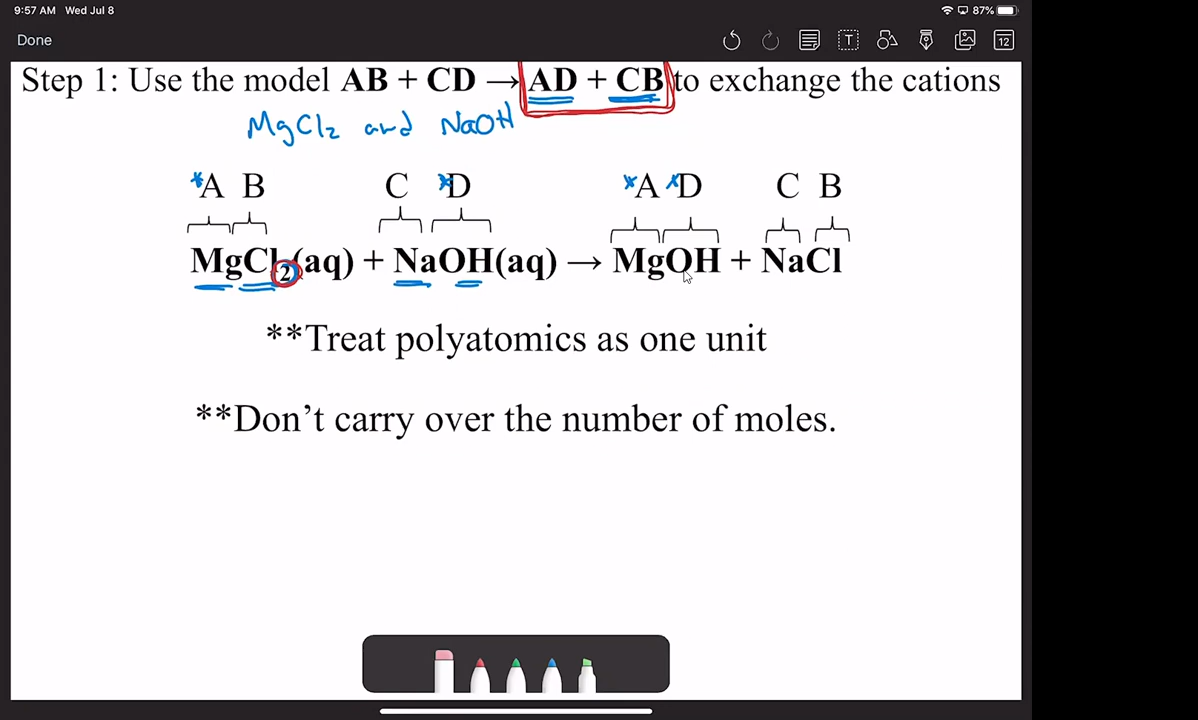 9:57 AM Wed Jul 8
87%
Done
T
12
Step 1: Use the model AB + CD → AD + CB to exchange the cations
MgCl₂ and NaOH
*A B C *D *A *D C B
MgCl₂(aq) + NaOH(aq) → MgOH + NaCl
**Treat polyatomics as one unit
**Don’t carry over the number of moles.